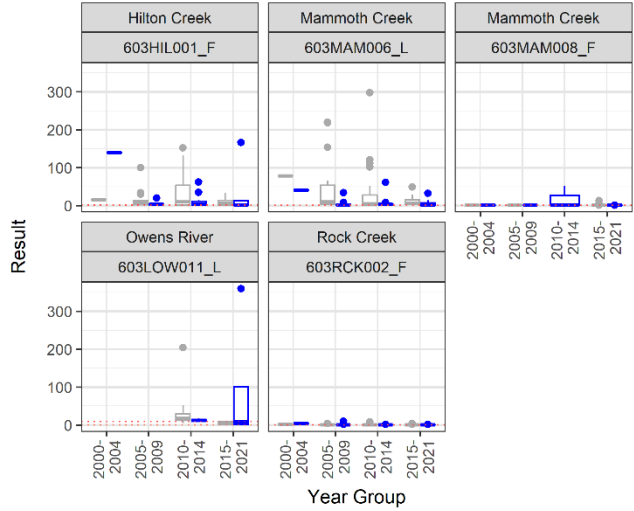 Hilton Creek
Mammoth Creek
Mammoth Creek
603HIL001_F
603MAM006_L
603MAM008_F
300
200
100
0
2000-
2004
2005-
2009
2010-
2014
2015-
2021
Result
Owens River
Rock Creek
603LOW011_L
603RCK002_F
300
200
100
0
2000-
2004
2005-
2009
2010-
2014
2015-
2021
2000-
2004
2005-
2009
2010-
2014
2015-
2021
Year Group